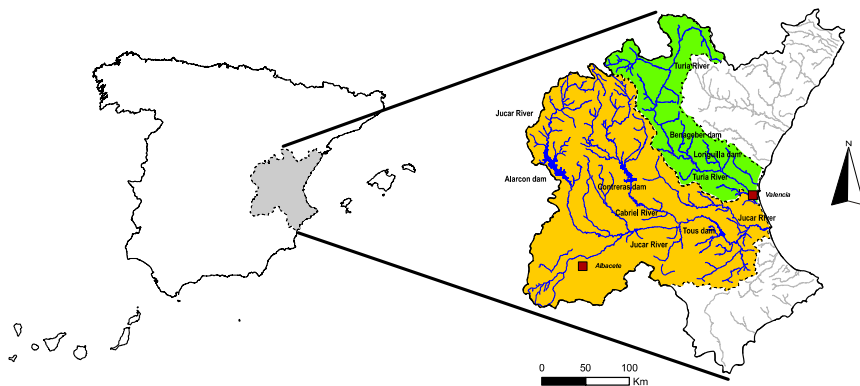 Turia River
Jucar River
Benageber dam
Loriguilla dam
Alarcon dam
Turia River
Contreras dam
Valencia
Cabriel River
Jucar River
Tous dam
Jucar River
Albacete
N
0 50 100
Km